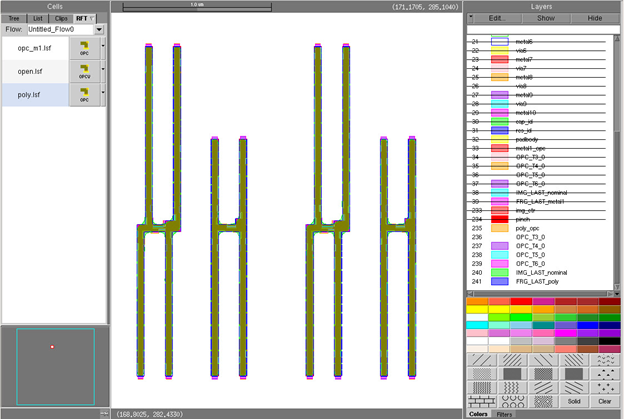 Cells
Tree List Clips RFT
Flow: Untitled_Flow0
opc_m1.lsf OPC
open.lsf OPCU
poly.lsf OPC
1.0 um
(171,1705, 285,1040)
(168,8025, 282,4330)
Layers
Edit... Show Hide
21 metal6
22 via6
23 metal7
24 via7
25 metal8
26 via8
27 metal9
28 via9
29 metal10
30 cap_id
31 res_id
32 padbody
33 metal1_opc
34 OPC_T3_0
35 OPC_T4_0
36 OPC_T5_0
37 OPC_T6_0
38 IMG_LAST_nominal
39 FRG_LAST_metal1
233 img_ctr
234 pinch
235 poly_opc
236 OPC_T3_0
237 OPC_T4_0
238 OPC_T5_0
239 OPC_T6_0
240 IMG_LAST_nominal
241 FRG_LAST_poly
Solid Clear
Colors Filters